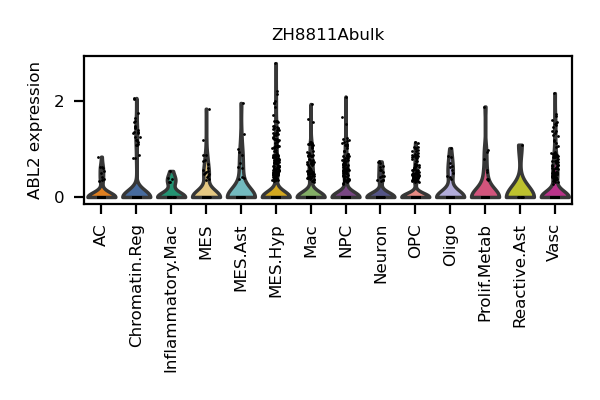 ZH8811Abulk
ABL2 expression
2
0
AC
Chromatin.Reg
Inflammatory.Mac
MES
MES.Ast
MES.Hyp
Mac
NPC
Neuron
OPC
Oligo
Prolif.Metab
Reactive.Ast
Vasc